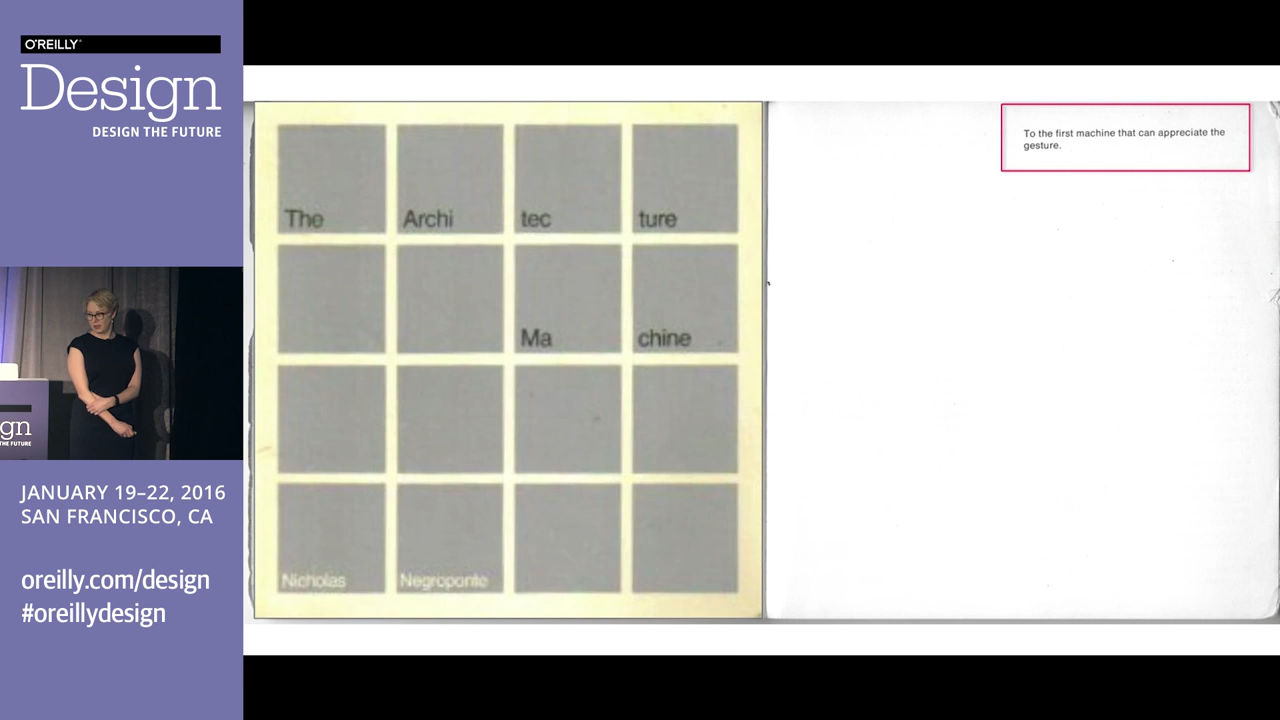 O'REILLY®
Design
DESIGN THE FUTURE
gn
THE FUTURE
JANUARY 19–22, 2016
SAN FRANCISCO, CA
oreilly.com/design
#oreillydesign
The Archi tec ture
Ma chine
Nicholas Negroponte
To the first machine that can appreciate the
gesture.